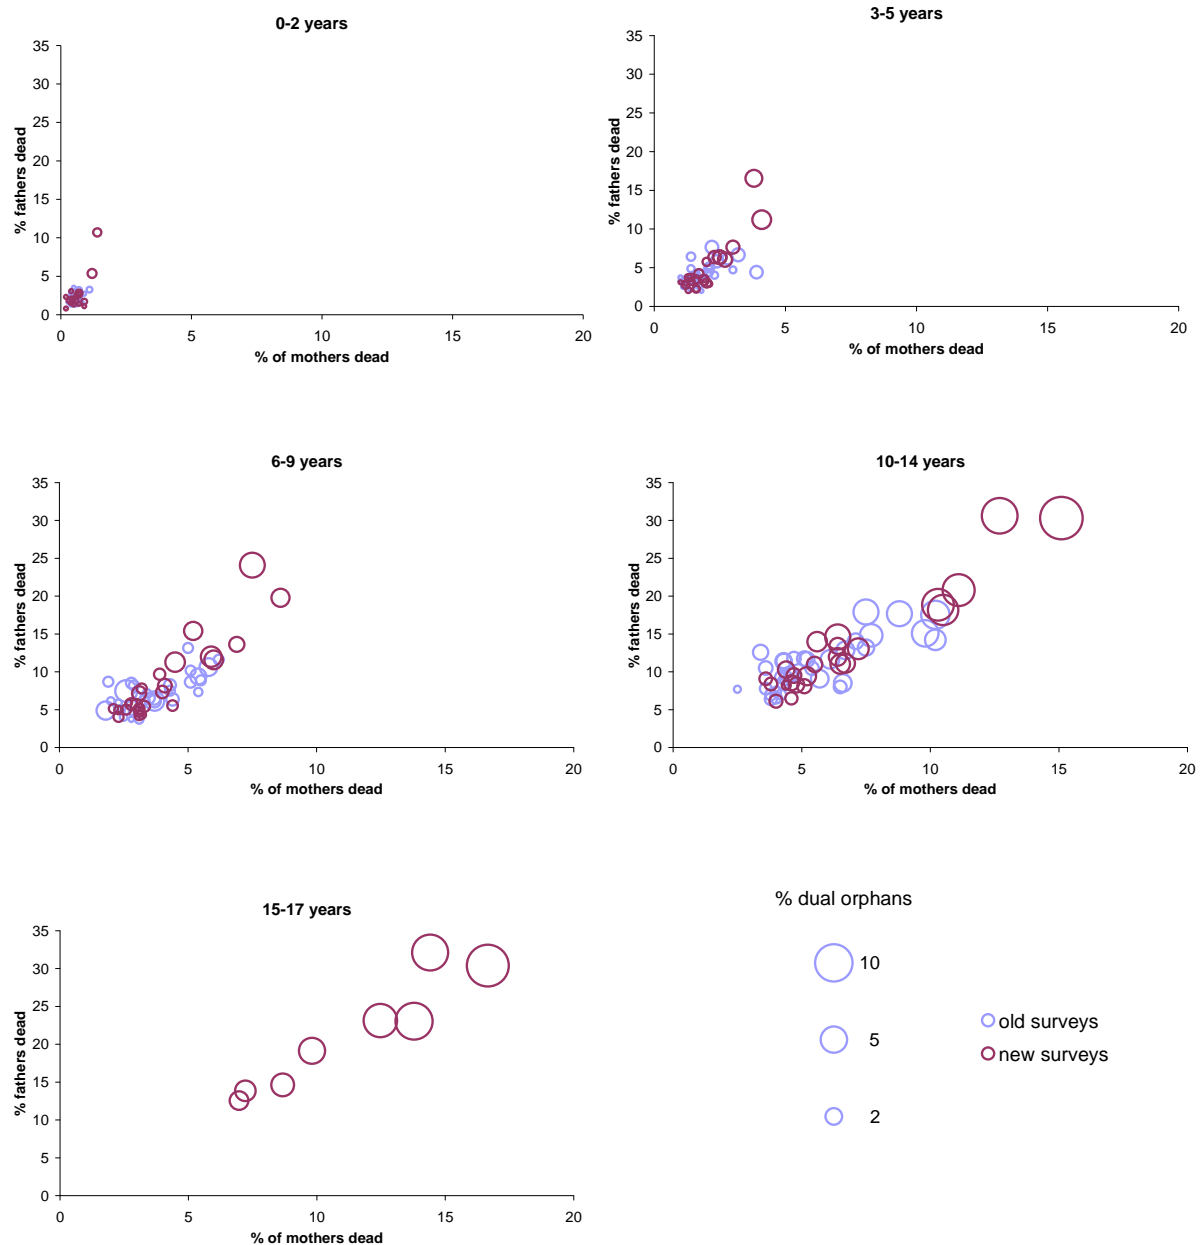 0-2 years
35
30
25
20
15
10
5
0
% fathers dead
0 5 10 15 20
% of mothers dead
3-5 years
35
30
25
20
15
10
5
0
% fathers dead
0 5 10 15 20
% of mothers dead
6-9 years
35
30
25
20
15
10
5
0
% fathers dead
0 5 10 15 20
% of mothers dead
10-14 years
35
30
25
20
15
10
5
0
% fathers dead
0 5 10 15 20
% of mothers dead
15-17 years
35
30
25
20
15
10
5
0
% fathers dead
0 5 10 15 20
% of mothers dead
% dual orphans
10
5
2
old surveys
new surveys